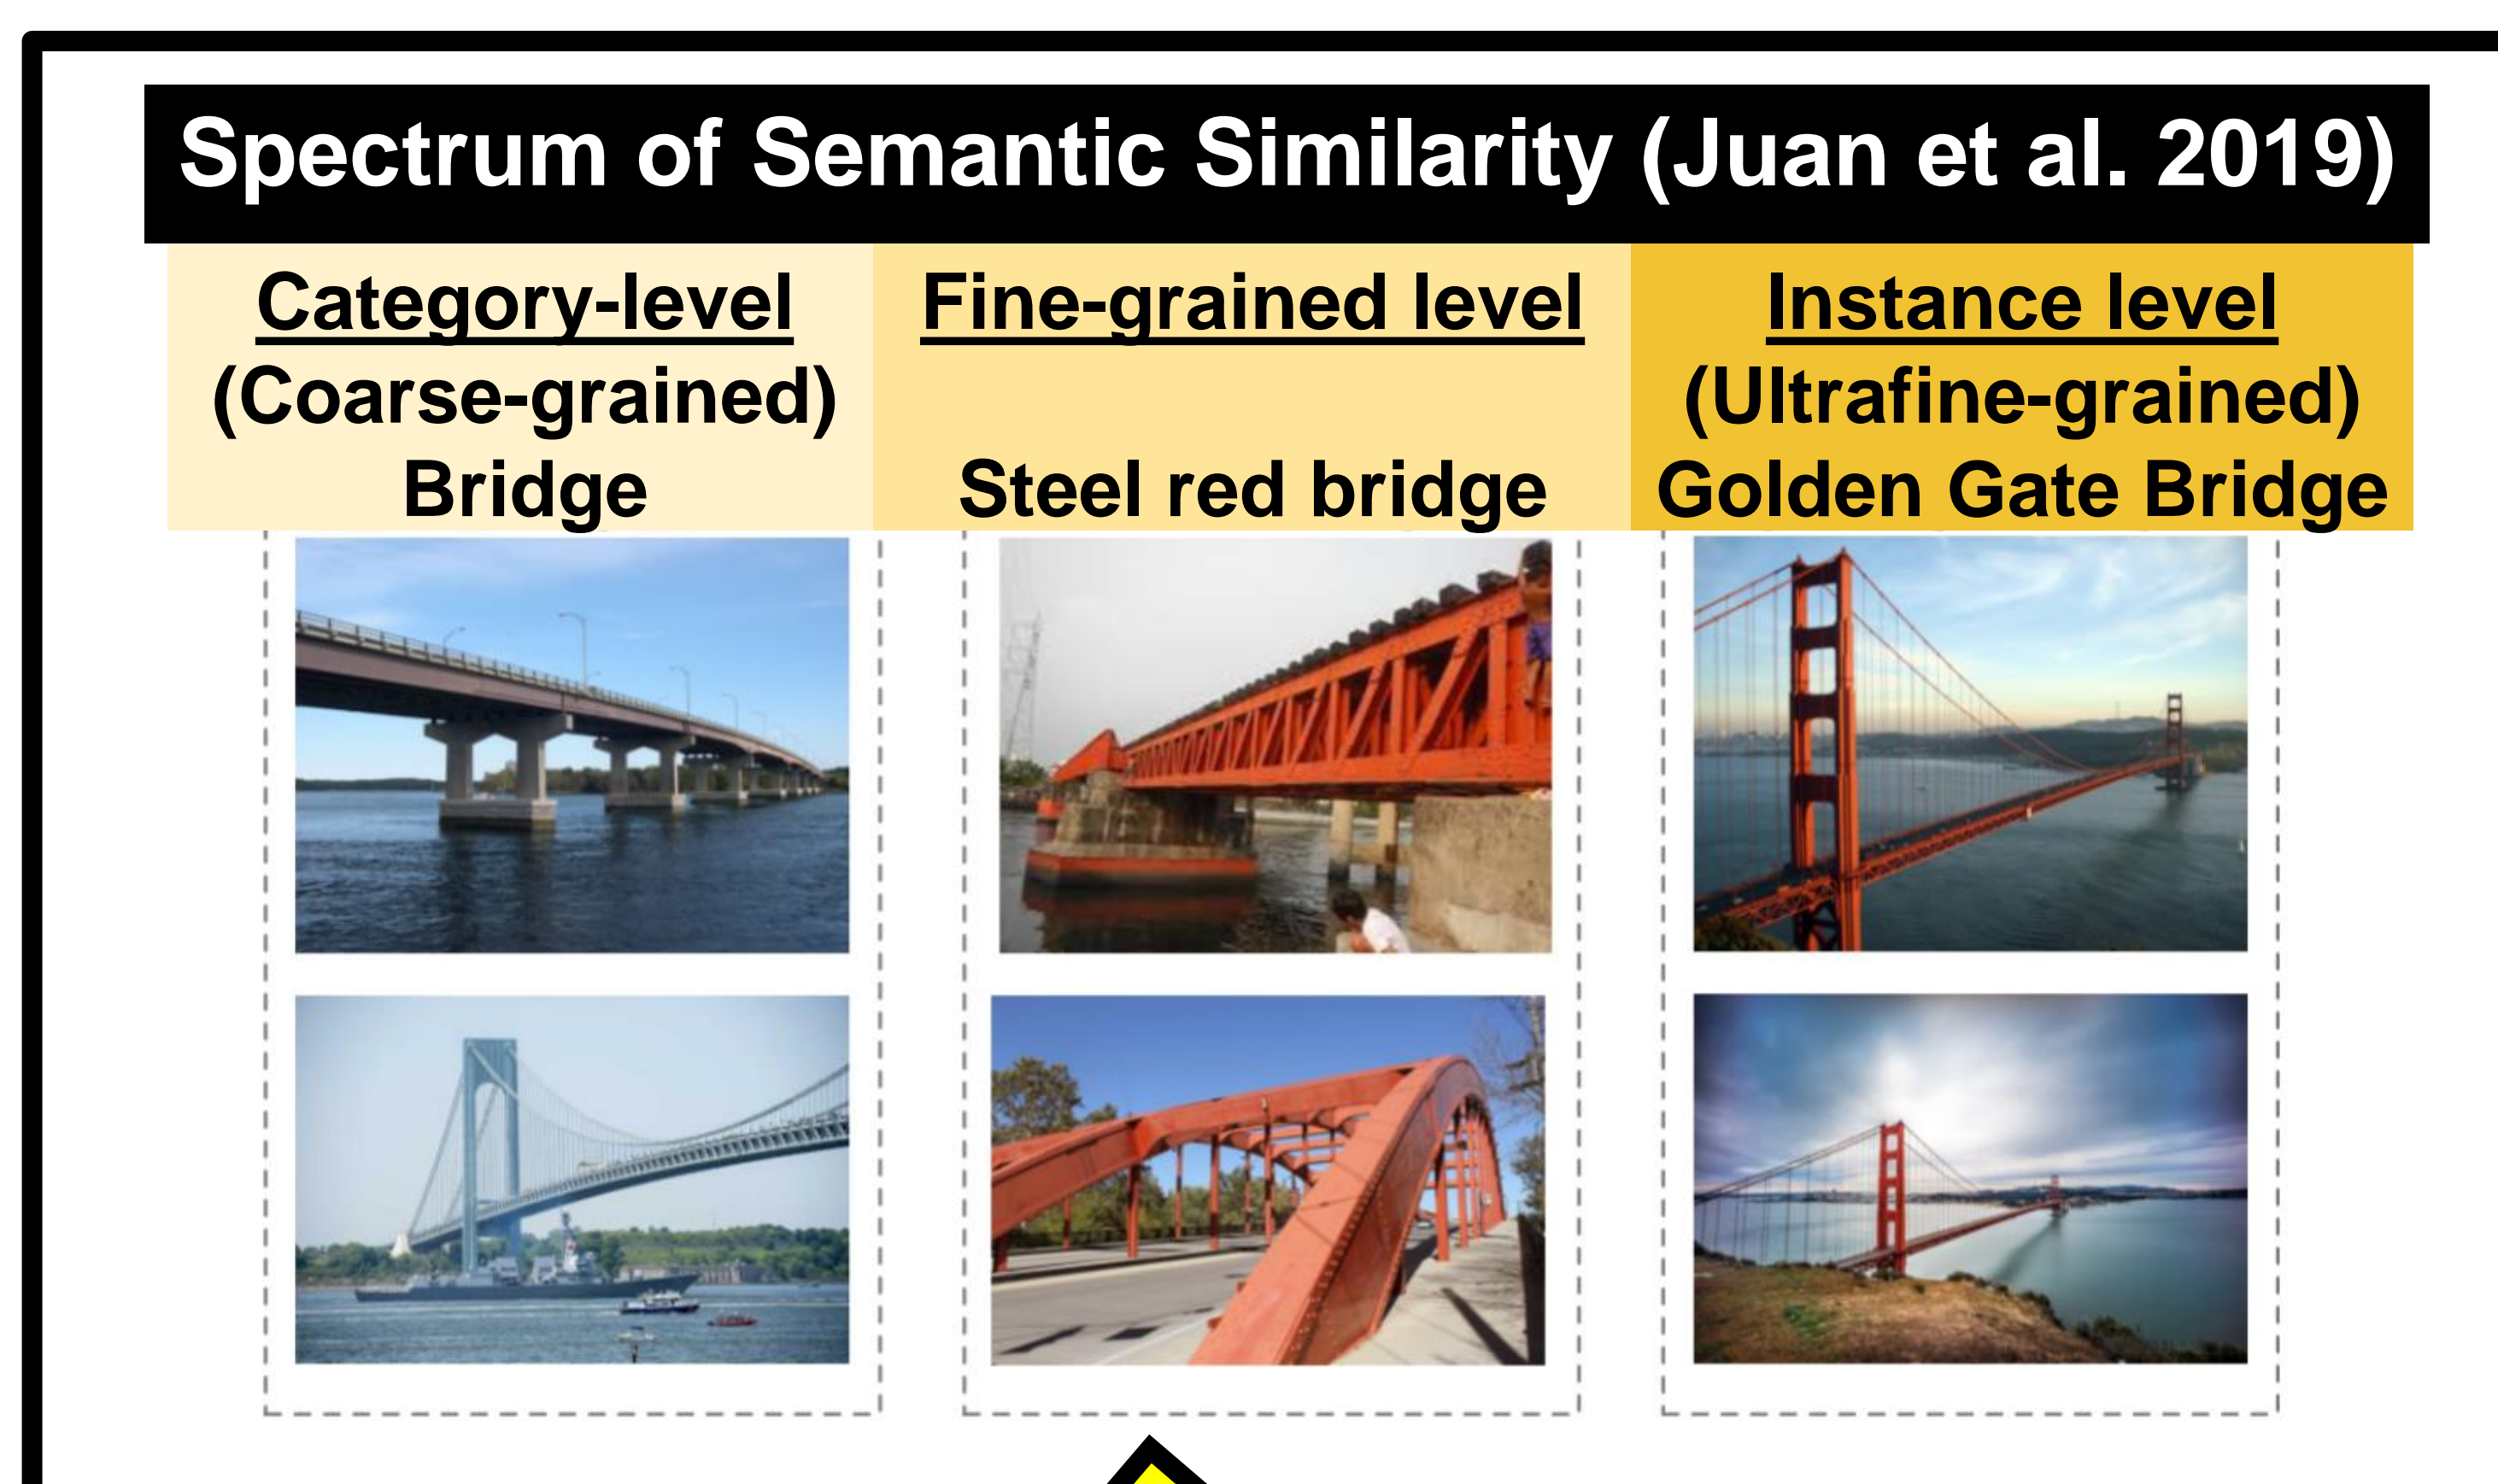 Spectrum of Semantic Similarity (Juan et al. 2019)
Category-level
(Coarse-grained)
Bridge
Fine-grained level
Steel red bridge
Instance level
(Ultrafine-grained)
Golden Gate Bridge